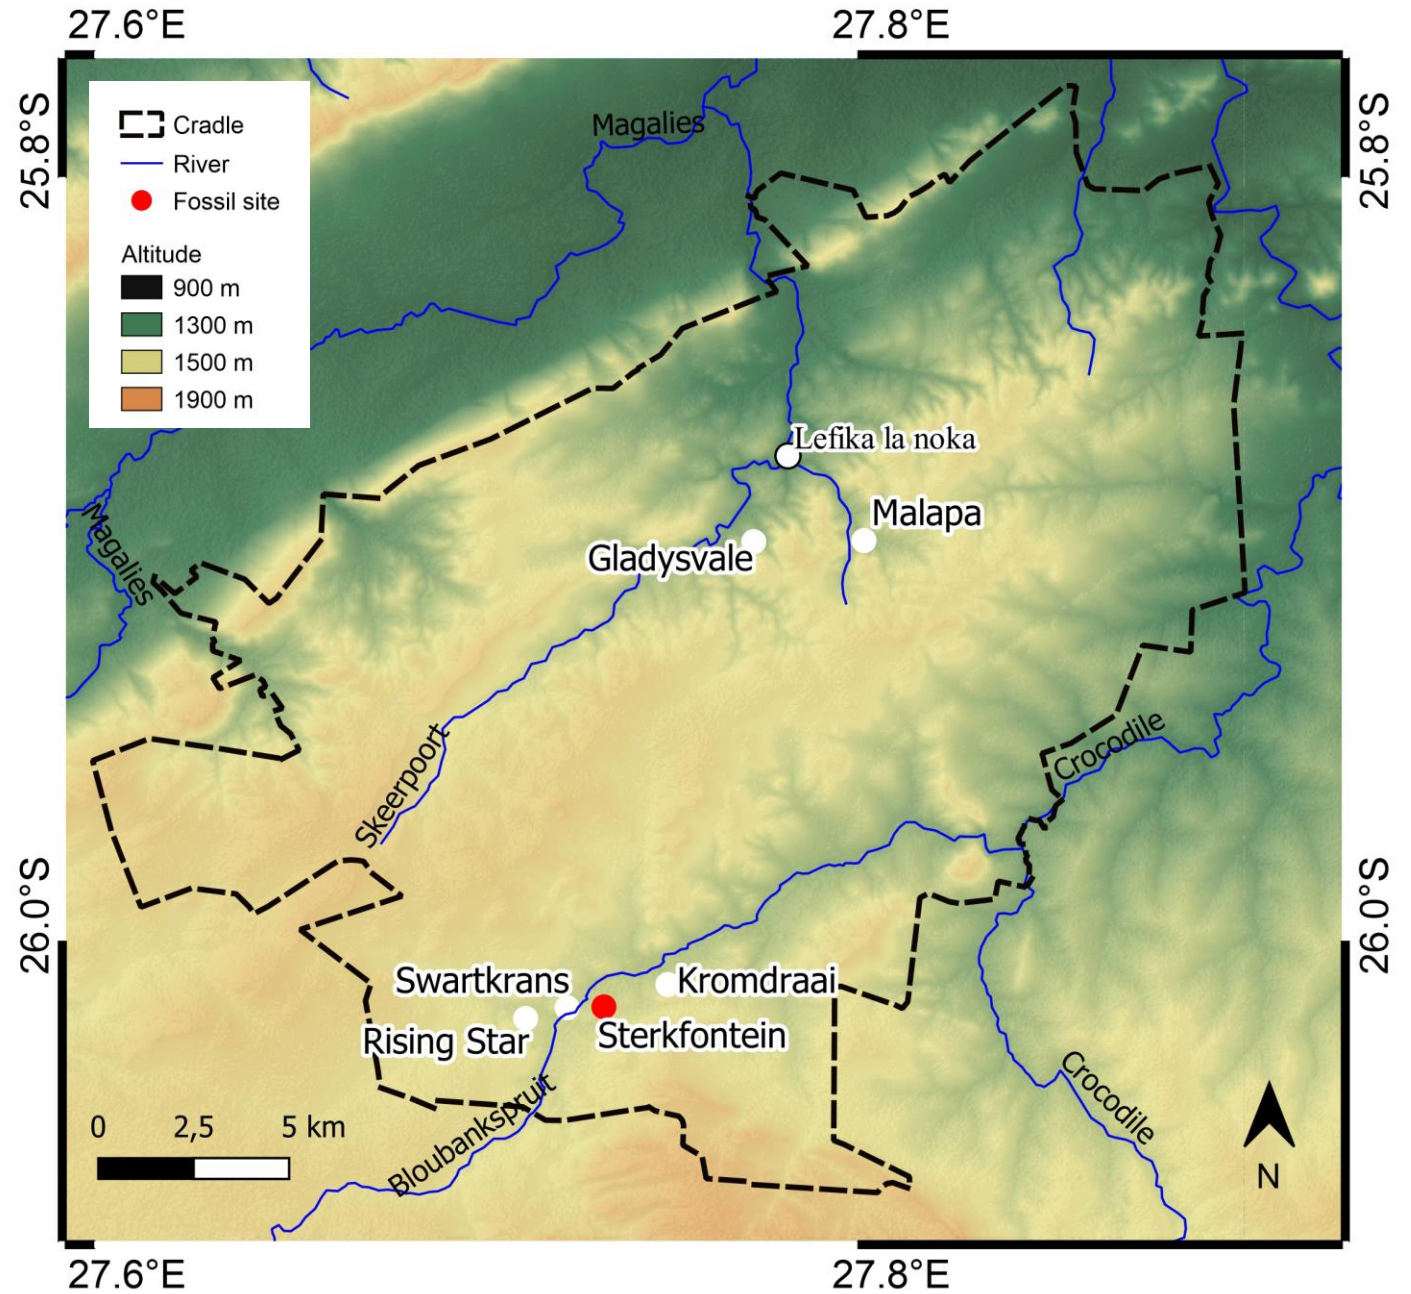 27.6°E
27.8°E
25.8°S
25.8°S
Cradle
River
Fossil site
Altitude
900 m
1300 m
1500 m
1900 m
Magalies
Lefika la noka
Malapa
Gladysvale
Magalies
Skeerpoort
Crocodile
26.0°S
26.0°S
Swartkrans
Kromdraai
Rising Star
Sterkfontein
Crocodile
Bloubankspruit
0 2,5 5 km
N
27.6°E
27.8°E